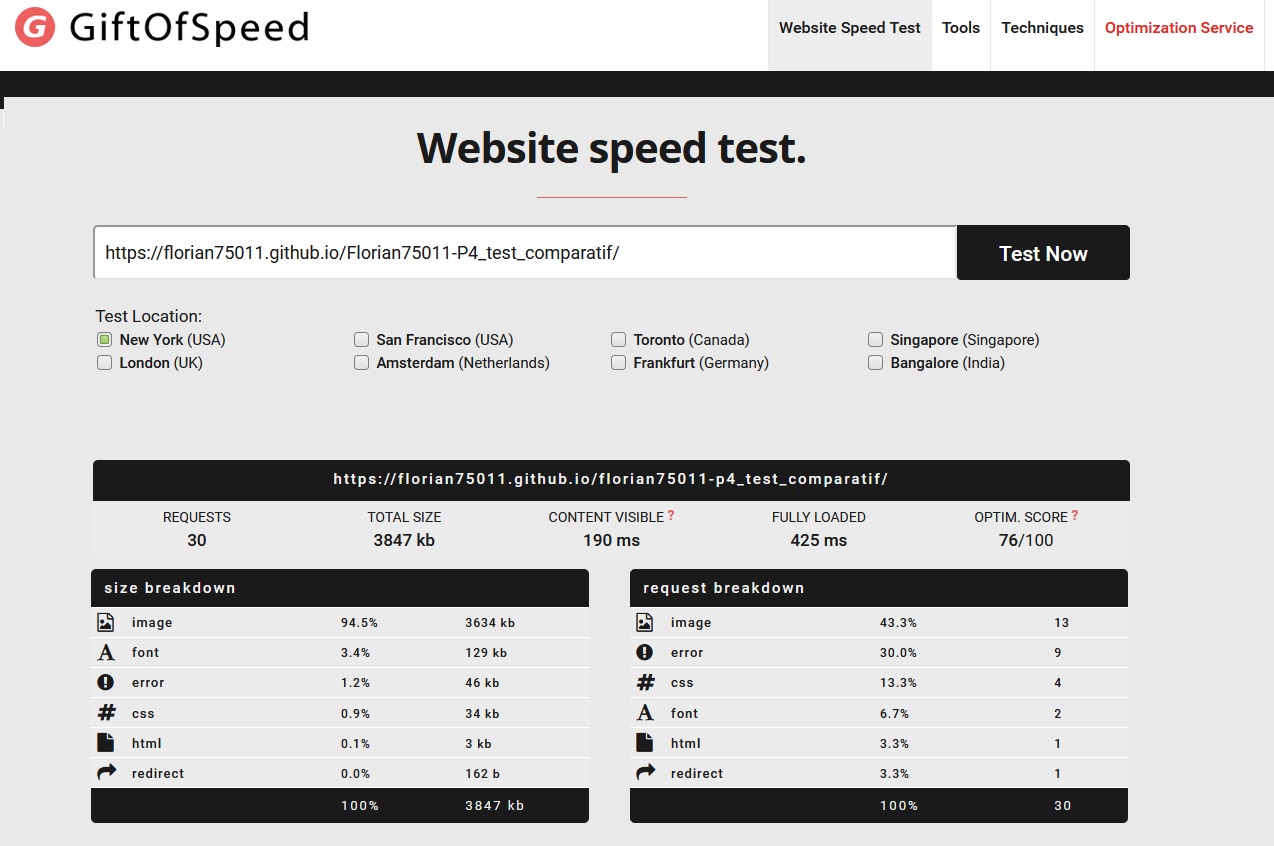 G GiftOfSpeed
Website Speed Test Tools Techniques Optimization Service
Website speed test.
https://florian75011.github.io/Florian75011-P4_test_comparatif/ Test Now
Test Location:
New York (USA) San Francisco (USA) Toronto (Canada) Singapore (Singapore)
London (UK) Amsterdam (Netherlands) Frankfurt (Germany) Bangalore (India)
https://florian75011.github.io/florian75011-p4_test_comparatif/
REQUESTS TOTAL SIZE CONTENT VISIBLE ? FULLY LOADED OPTIM. SCORE ?
30 3847 kb 190 ms 425 ms 76/100
size breakdown
image 94.5% 3634 kb
A font 3.4% 129 kb
! error 1.2% 46 kb
# css 0.9% 34 kb
html 0.1% 3 kb
redirect 0.0% 162 b
100% 3847 kb
request breakdown
image 43.3% 13
! error 30.0% 9
# css 13.3% 4
A font 6.7% 2
html 3.3% 1
redirect 3.3% 1
100% 30